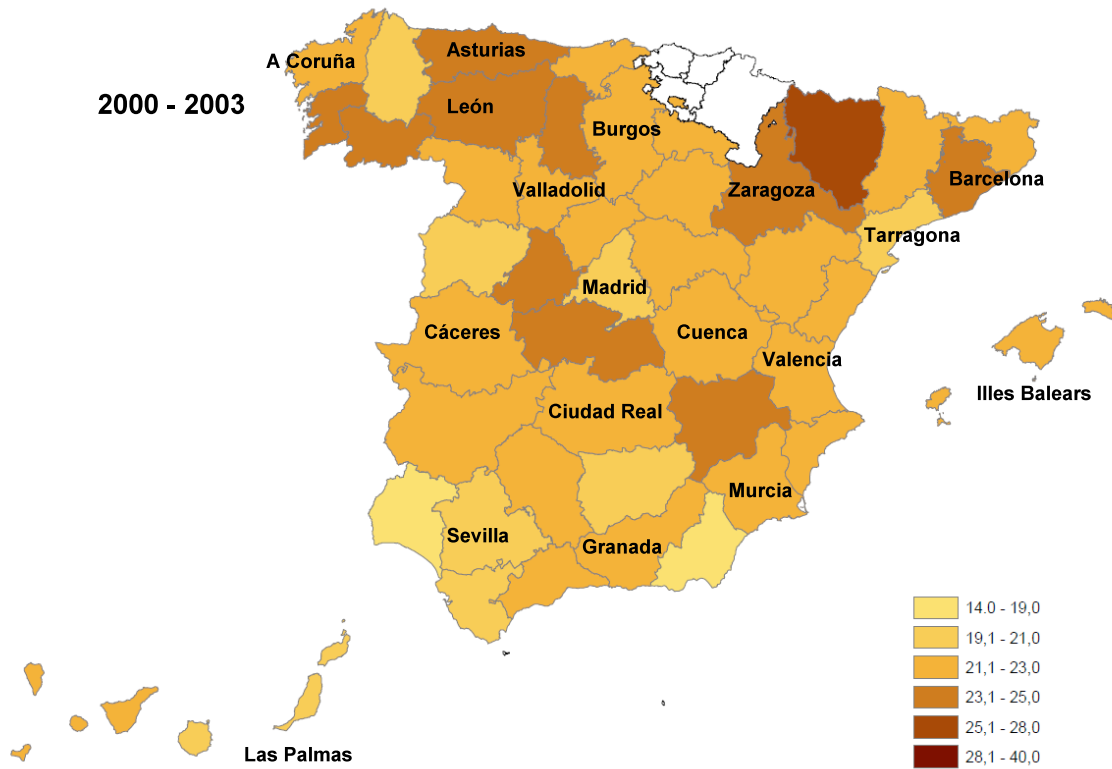 A Coruña
Asturias
2000 - 2003
León
Burgos
Valladolid
Zaragoza
Barcelona
Tarragona
Madrid
Cáceres
Cuenca
Valencia
Illes Balears
Ciudad Real
Murcia
Sevilla
Granada
Las Palmas
14.0 - 19,0
19,1 - 21,0
21,1 - 23,0
23,1 - 25,0
25,1 - 28,0
28,1 - 40,0